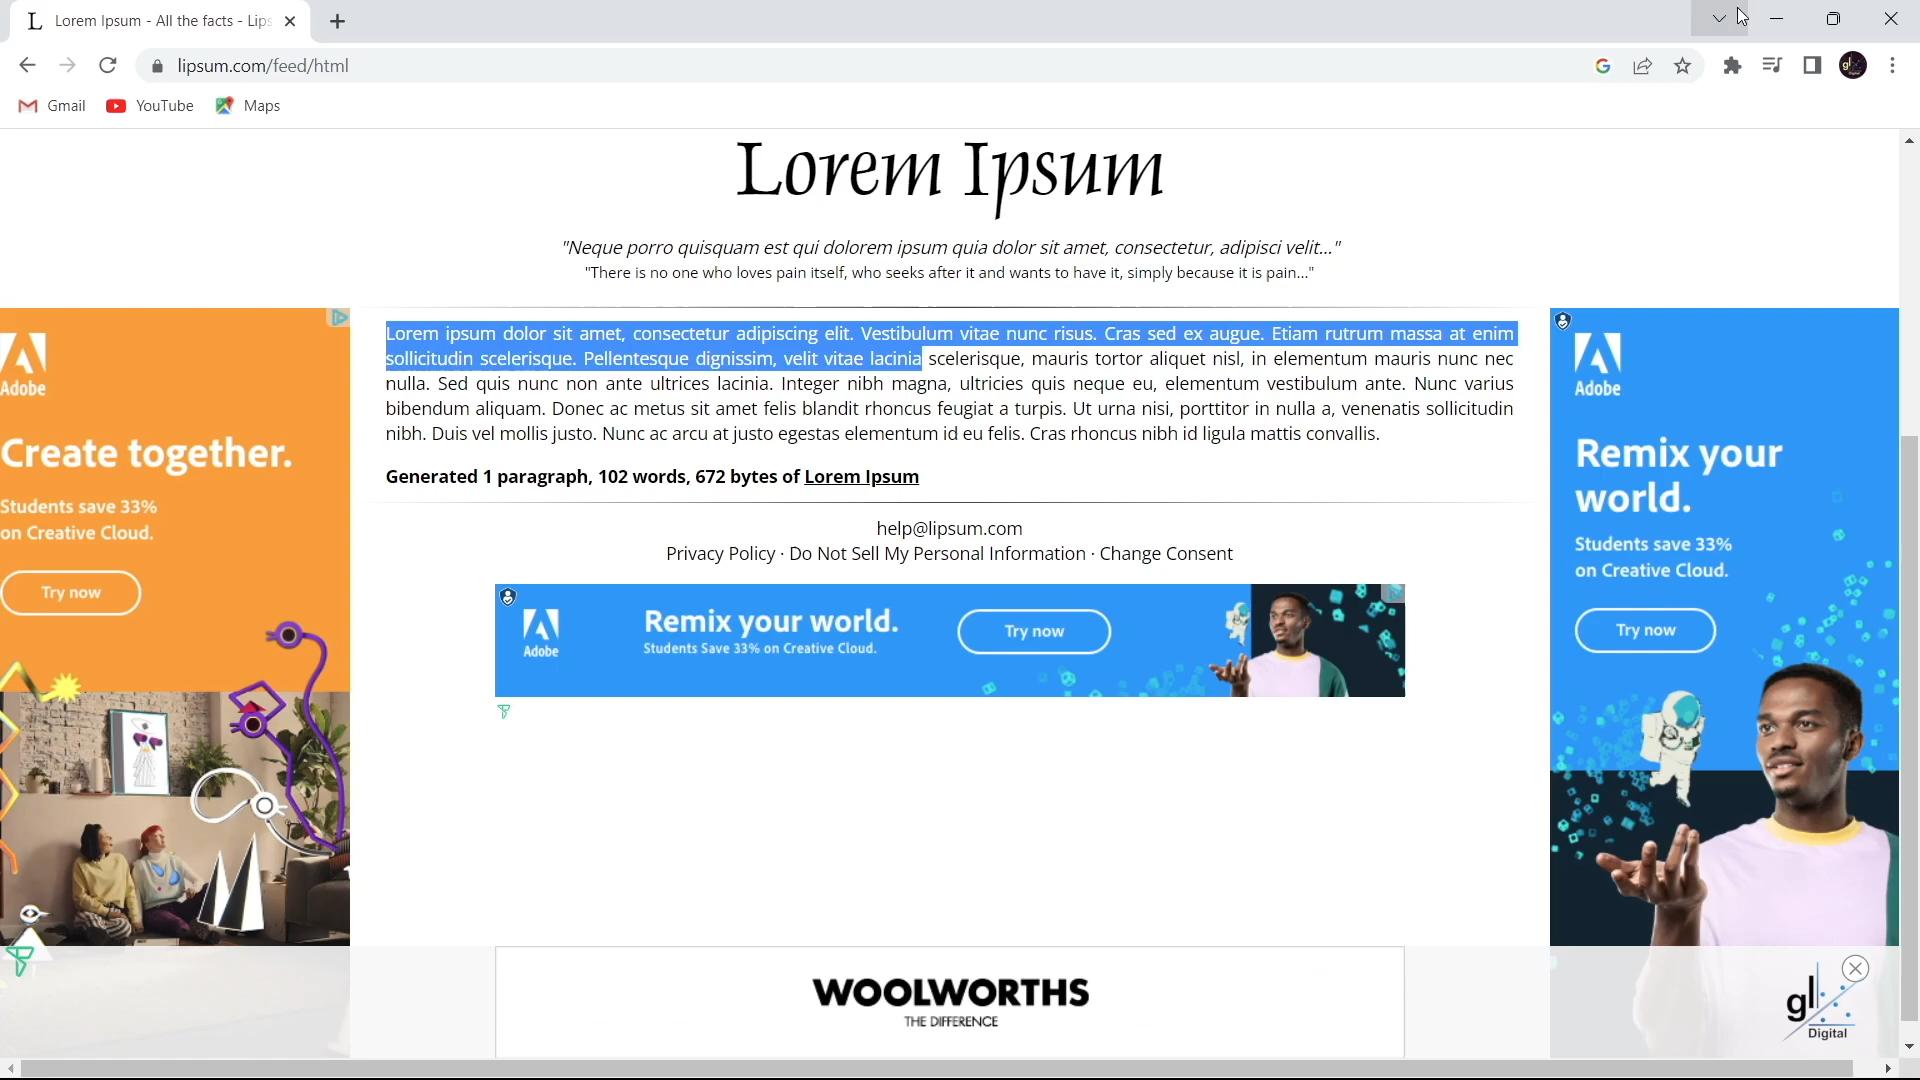 L Lorem Ipsum - All the facts - Lips
lipsum.com/feed/html
Gmail YouTube Maps
Lorem Ipsum
"Neque porro quisquam est qui dolorem ipsum quia dolor sit amet, consectetur, adipisci velit..."
"There is no one who loves pain itself, who seeks after it and wants to have it, simply because it is pain..."
Lorem ipsum dolor sit amet, consectetur adipiscing elit. Vestibulum vitae nunc risus. Cras sed ex augue. Etiam rutrum massa at enim
sollicitudin scelerisque. Pellentesque dignissim, velit vitae lacinia scelerisque, mauris tortor aliquet nisl, in elementum mauris nunc nec
nulla. Sed quis nunc non ante ultrices lacinia. Integer nibh magna, ultricies quis neque eu, elementum vestibulum ante. Nunc varius
bibendum aliquam. Donec ac metus sit amet felis blandit rhoncus feugiat a turpis. Ut urna nisi, porttitor in nulla a, venenatis sollicitudin
nibh. Duis vel mollis justo. Nunc ac arcu at justo egestas elementum id eu felis. Cras rhoncus nibh id ligula mattis convallis.
Generated 1 paragraph, 102 words, 672 bytes of Lorem Ipsum
help@lipsum.com
Privacy Policy · Do Not Sell My Personal Information · Change Consent
Adobe
Create together.
Students save 33%
on Creative Cloud.
Try now
Adobe
Remix your world.
Students Save 33% on Creative Cloud.
Try now
Adobe
Remix your
world.
Students save 33%
on Creative Cloud.
Try now
WOOLWORTHS
THE DIFFERENCE
gl
Digital